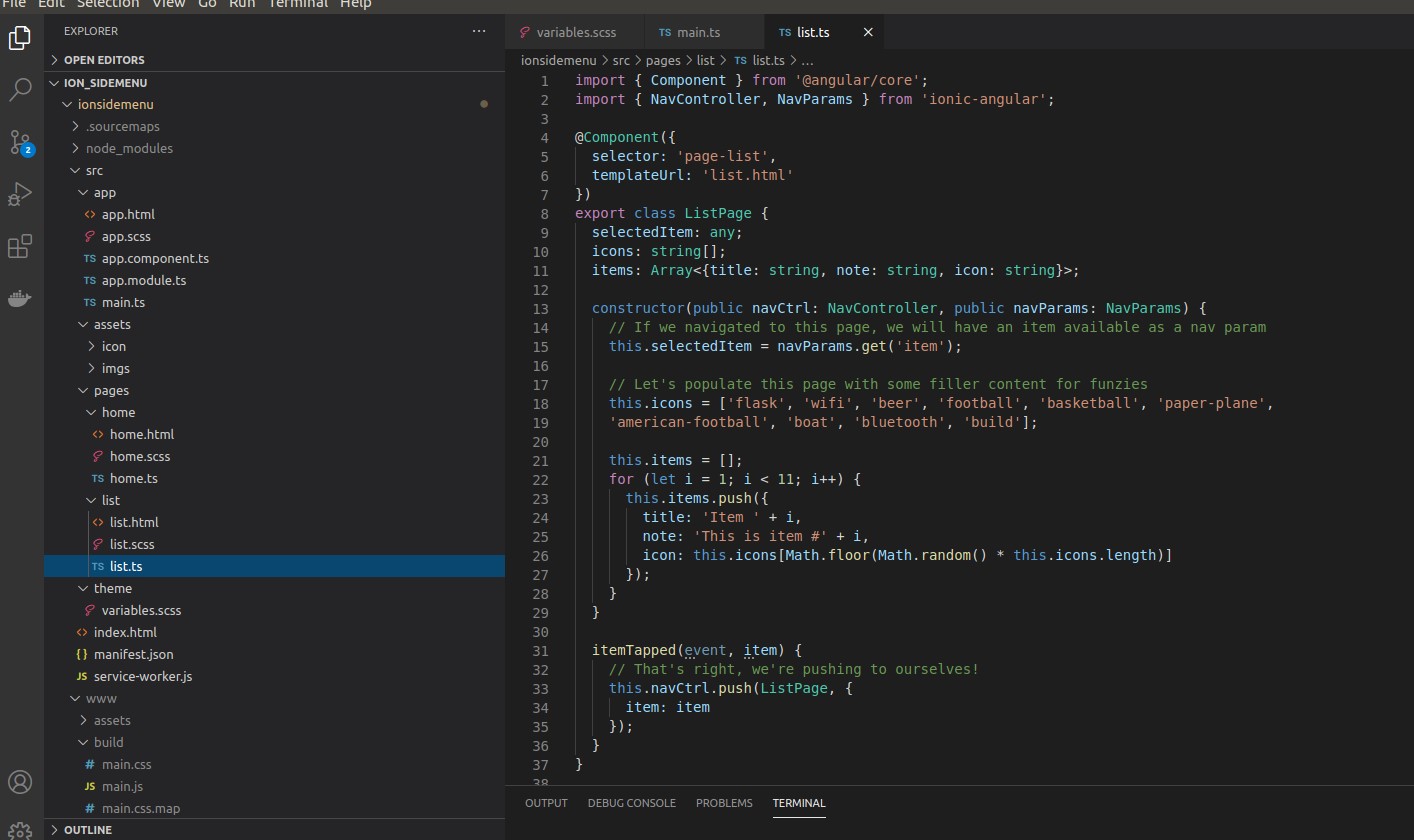 File Edit Selection View Go Run Terminal Help
EXPLORER
OPEN EDITORS
ION_SIDEMENU
ionsidemenu
.sourcemaps
node_modules
src
app
app.html
app.scss
TS app.component.ts
TS app.module.ts
TS main.ts
assets
icon
imgs
pages
home
home.html
home.scss
TS home.ts
list
list.html
list.scss
TS list.ts
theme
variables.scss
index.html
{} manifest.json
JS service-worker.js
www
assets
build
# main.css
JS main.js
# main.css.map
OUTLINE
2
variables.scss TS main.ts TS list.ts
ionsidemenu > src > pages > list > TS list.ts > ...
1 import { Component } from '@angular/core';
2 import { NavController, NavParams } from 'ionic-angular';
3
4 @Component({
5 selector: 'page-list',
6 templateUrl: 'list.html'
7 })
8 export class ListPage {
9 selectedItem: any;
10 icons: string[];
11 items: Array<{title: string, note: string, icon: string}>;
12
13 constructor(public navCtrl: NavController, public navParams: NavParams) {
14 // If we navigated to this page, we will have an item available as a nav param
15 this.selectedItem = navParams.get('item');
16
17 // Let's populate this page with some filler content for funzies
18 this.icons = ['flask', 'wifi', 'beer', 'football', 'basketball', 'paper-plane',
19 'american-football', 'boat', 'bluetooth', 'build'];
20
21 this.items = [];
22 for (let i = 1; i < 11; i++) {
23 this.items.push({
24 title: 'Item ' + i,
25 note: 'This is item #' + i,
26 icon: this.icons[Math.floor(Math.random() * this.icons.length)]
27 });
28 }
29 }
30
31 itemTapped(event, item) {
32 // That's right, we're pushing to ourselves!
33 this.navCtrl.push(ListPage, {
34 item: item
35 });
36 }
37 }
38
OUTPUT DEBUG CONSOLE PROBLEMS TERMINAL